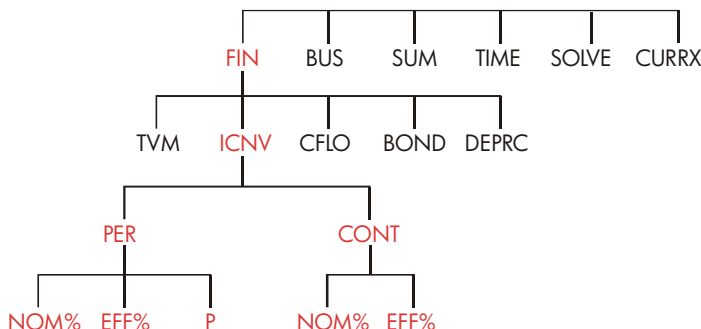 FIN BUS SUM TIME SOLVE CURRX
TVM ICNV CFLO BOND DEPRC
PER CONT
NOM% EFF% P NOM% EFF%